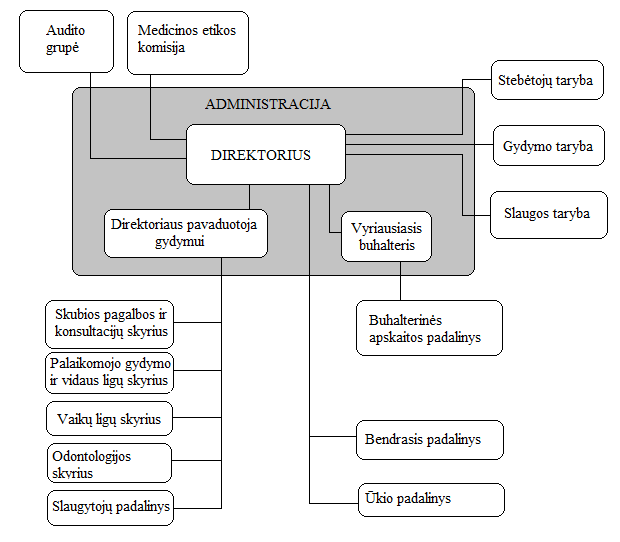 Audito
grupė
Medicinos etikos
komisija
Stebėtojų taryba
ADMINISTRACIJA
DIREKTORIUS
Gydymo taryba
Slaugos taryba
Direktoriaus pavaduotoja
gydymui
Vyriausiasis
buhalteris
Skubios pagalbos ir
konsultacijų skyrius
Buhalterinės
apskaitos padalinys
Palaikomojo gydymo
ir vidaus ligų skyrius
Vaikų ligų skyrius
Bendrasis padalinys
Odontologijos
skyrius
Slaugytojų padalinys
Ūkio padalinys